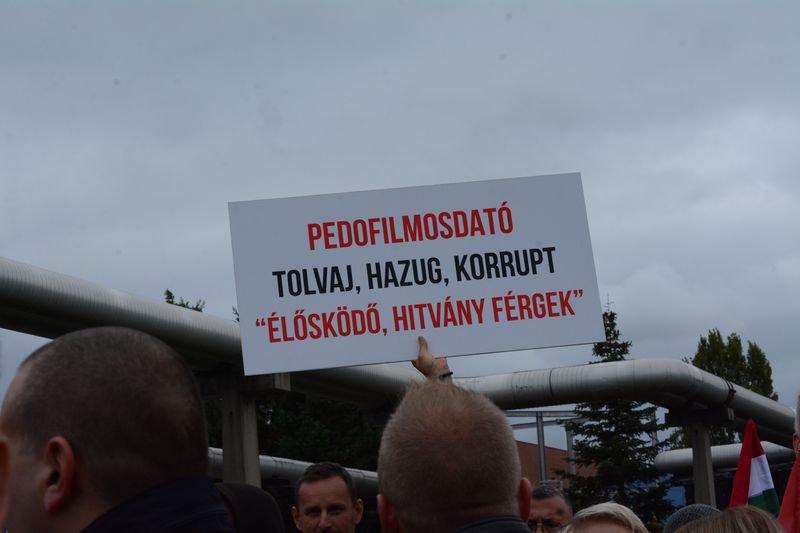 PEDOFILMOSDATÓ
TOLVAJ, HAZUG, KORRUPT
“ÉLŐSKÖDŐ, HITVÁNY FÉRGEK”